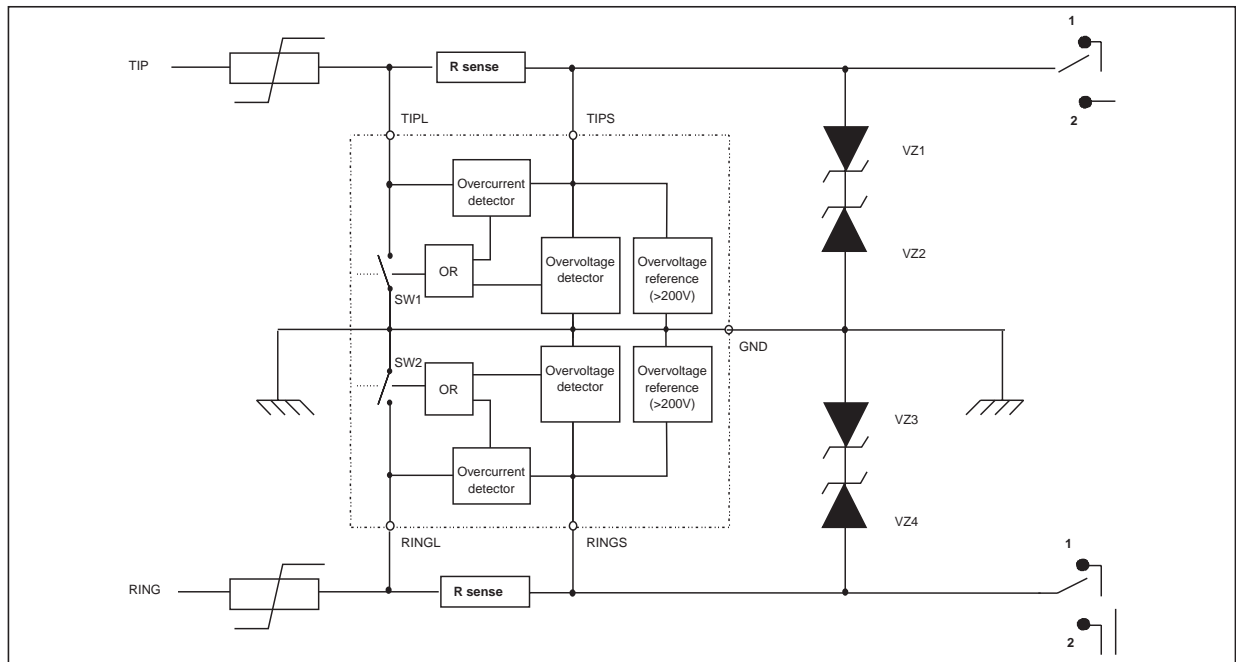 1
TIP
R sense
2
TIPL
TIPS
VZ1
Overcurrent
detector
OR
Overvoltage
detector
Overvoltage
reference
(>200V)
VZ2
SW1
GND
SW2
OR
Overvoltage
detector
Overvoltage
reference
(>200V)
VZ3
Overcurrent
detector
VZ4
RINGL
RINGS
1
RING
R sense
2